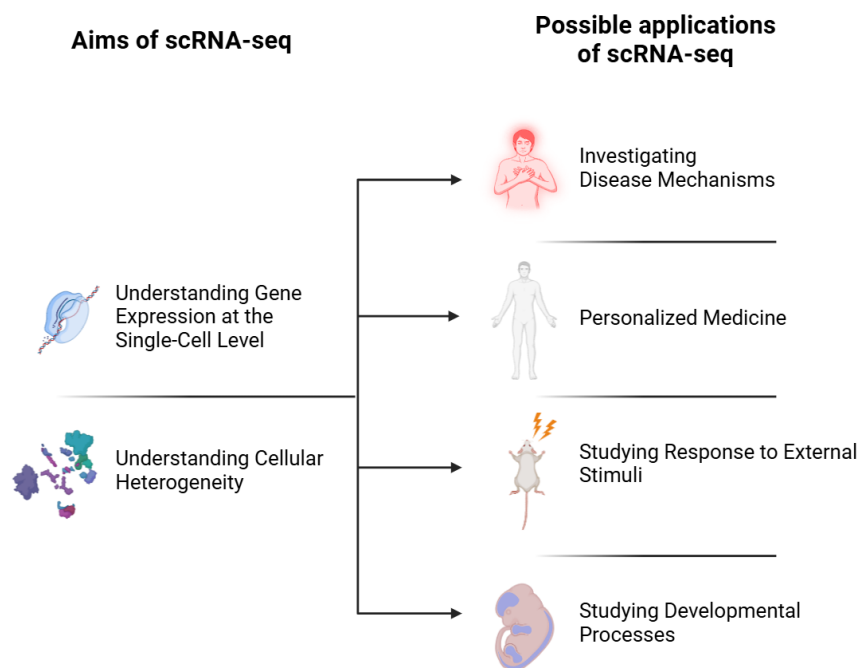 Aims of scRNA-seq
Possible applications
of scRNA-seq
Understanding Gene
Expression at the
Single-Cell Level
Understanding Cellular
Heterogeneity
Investigating
Disease Mechanisms
Personalized Medicine
Studying Response to External
Stimuli
Studying Developmental
Processes